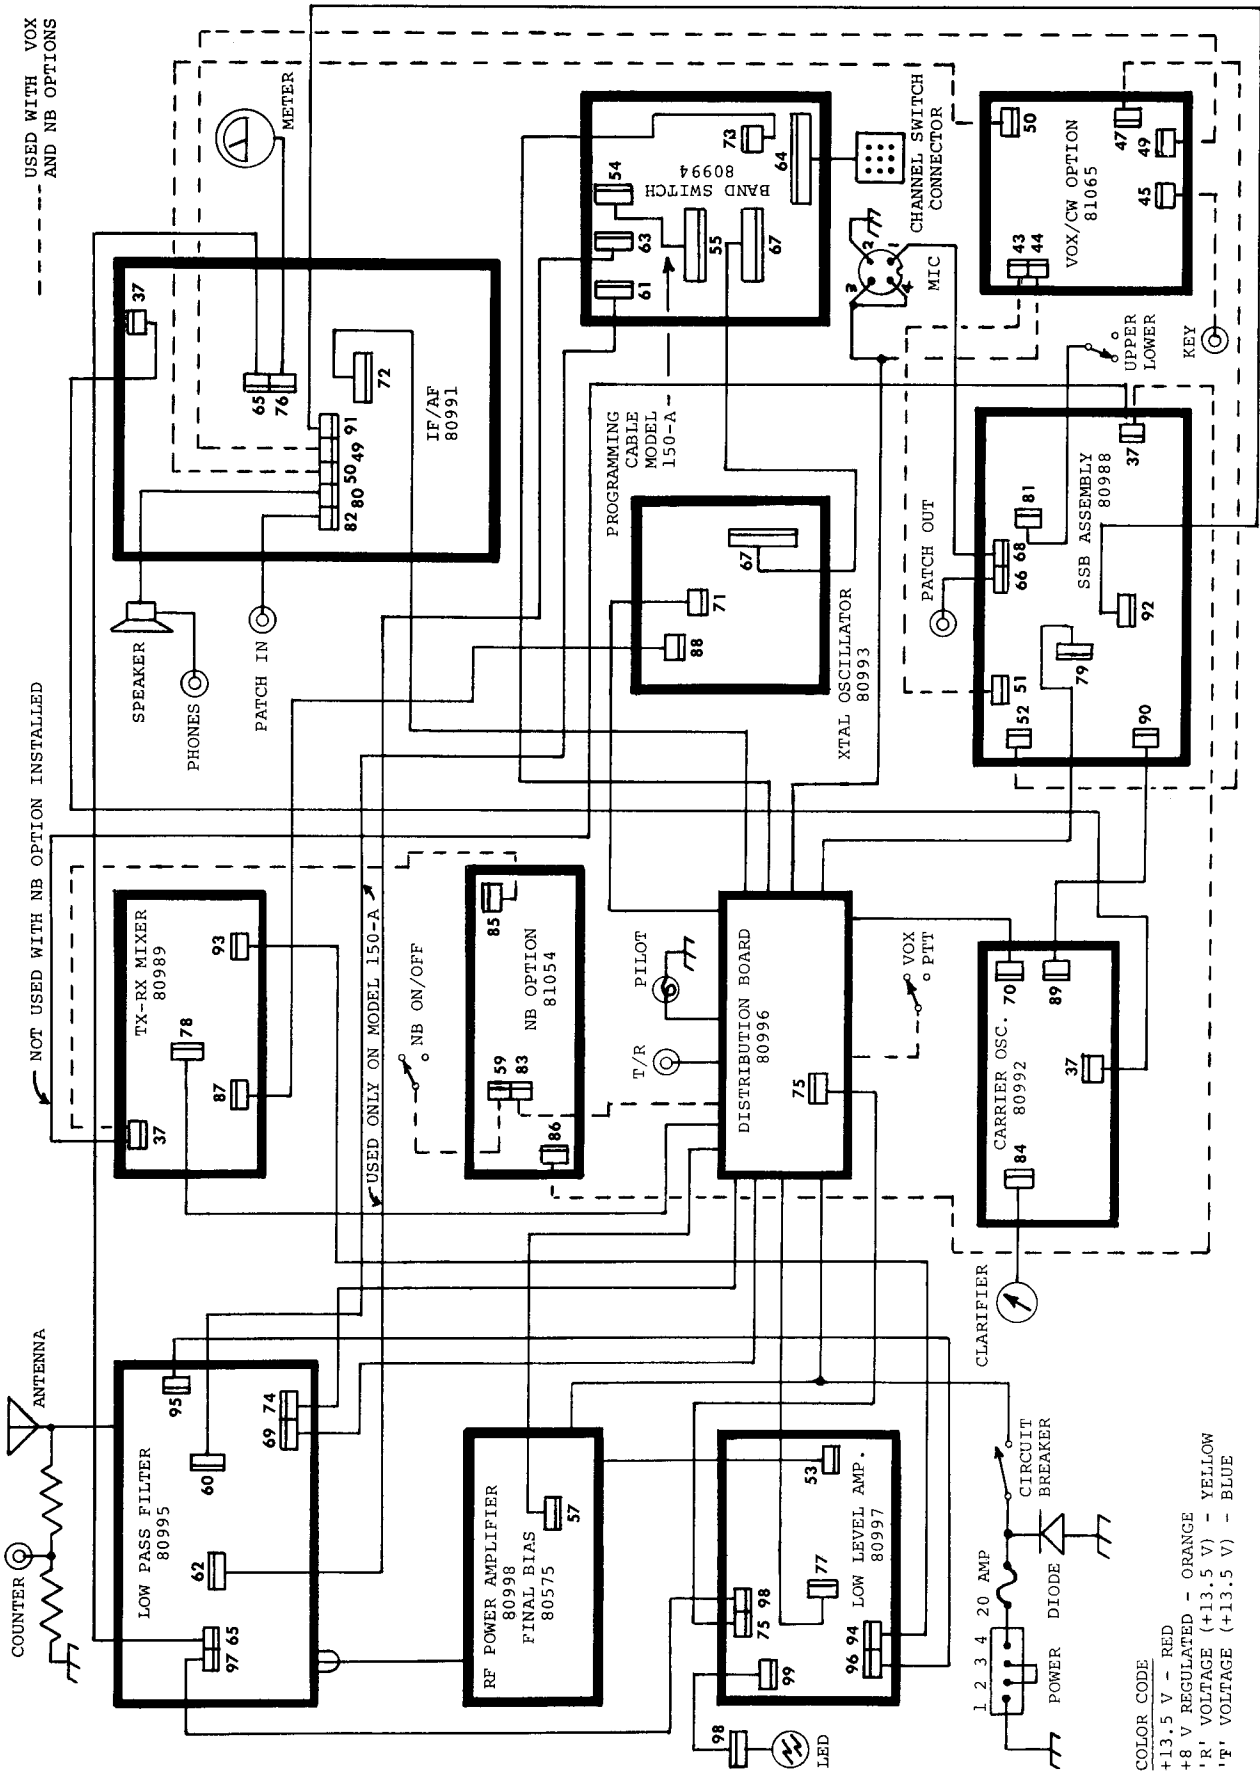 USED WITH VOX
AND NB OPTIONS
NOT USED WITH NB OPTION INSTALLED
COUNTER
ANTENNA
LOW PASS FILTER
80995
97 65
62
60
95
69 74
TX-RX MIXER
80989
37
87
78
93
SPEAKER
PHONES
PATCH IN
IF/AF
80991
37
65
76
72
82 80 50 49 91
METER
RF POWER AMPLIFIER
80998
FINAL BIAS
80575
57
NB ON/OFF
NB OPTION
81054
59
83
86
85
USED ONLY ON MODEL 150-A
PROGRAMMING
CABLE
MODEL
150-A
BAND SWITCH
80994
61
63
54
55
67
73
64
CHANNEL SWITCH
CONNECTOR
XTAL OSCILLATOR
80993
88
71
67
98
LED
99
75 98
77
53
96 94
LOW LEVEL AMP.
80997
T/R
PILOT
DISTRIBUTION BOARD
80996
75
VOX
PTT
MIC
1
2
3
4
VOX/CW OPTION
81065
43
44
50
47
49
45
KEY
UPPER
LOWER
PATCH OUT
SSB ASSEMBLY
80988
52
51
66 68
81
79
92
90
37
CARRIER OSC.
80992
84
70
89
37
CLARIFIER
1 2 3 4
POWER
20 AMP
DIODE
CIRCUIT
BREAKER
COLOR CODE
+13.5 V - RED
+8 V REGULATED - ORANGE
'R' VOLTAGE (+13.5 V) - YELLOW
'T' VOLTAGE (+13.5 V) - BLUE